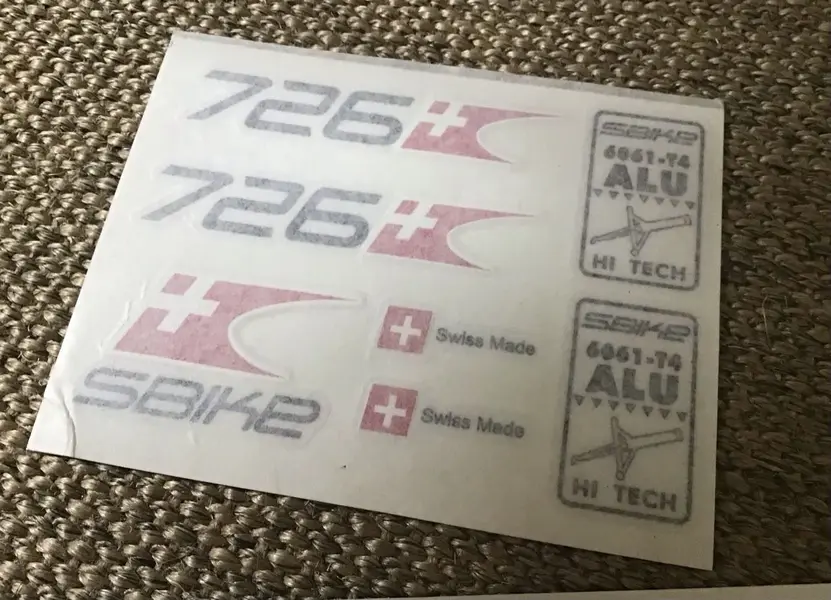 726
726
SBIKE
Swiss Made
Swiss Made
SBIKE
6061-T4
ALU
HI TECH
SBIKE
6061-T4
ALU
HI TECH